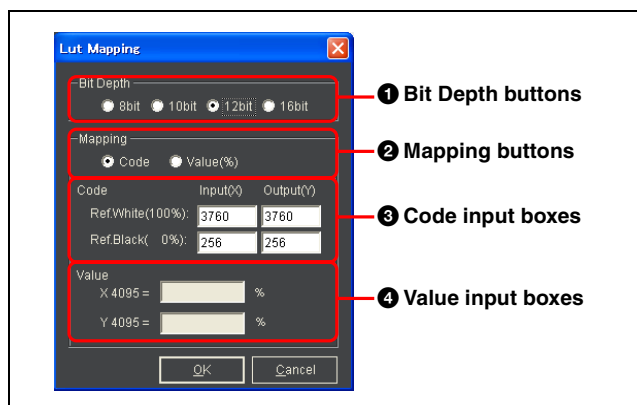 Lut Mapping
Bit Depth
8bit 10bit 12bit 16bit
❶ Bit Depth buttons
Mapping
Code Value(%)
❷ Mapping buttons
Code Input(X) Output(Y)
Ref.White(100%): 3760 3760
Ref.Black( 0%): 256 256
❸ Code input boxes
Value
X 4095 = %
Y 4095 = %
❹ Value input boxes
OK Cancel